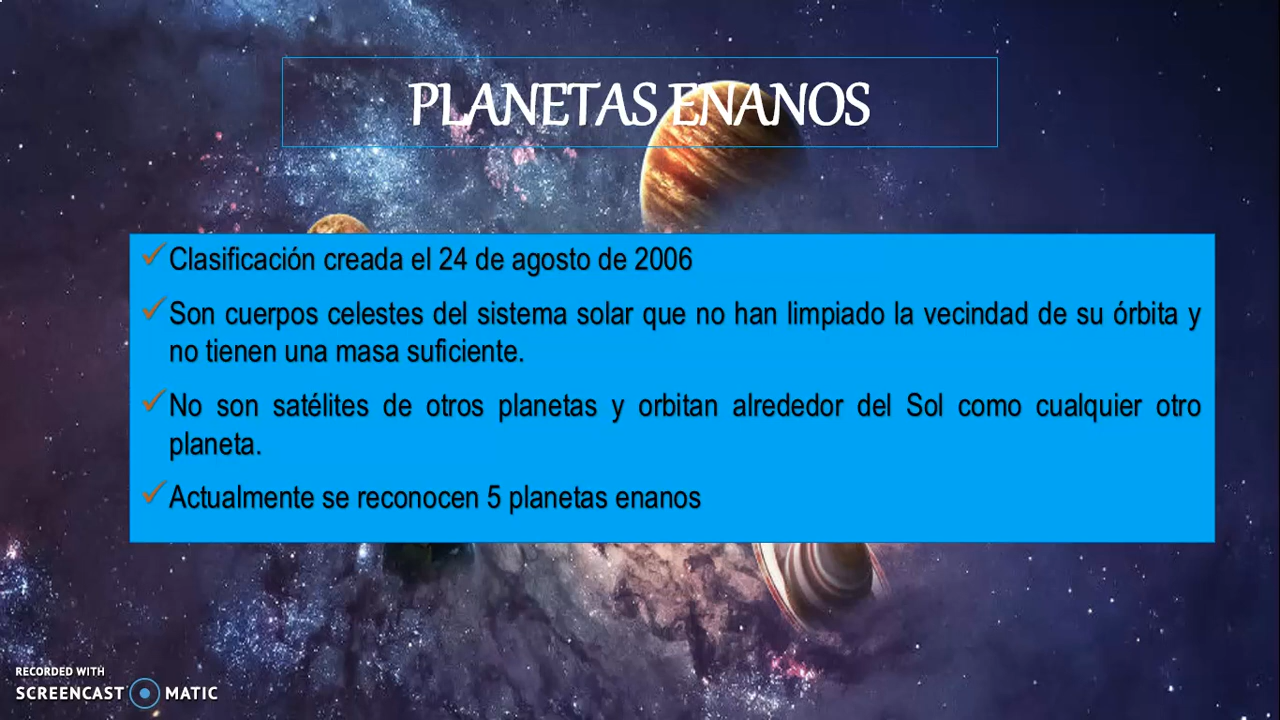 PLANETAS ENANOS
✓Clasificación creada el 24 de agosto de 2006
✓Son cuerpos celestes del sistema solar que no han limpiado la vecindad de su órbita y
no tienen una masa suficiente.
✓No son satélites de otros planetas y orbitan alrededor del Sol como cualquier otro
planeta.
✓Actualmente se reconocen 5 planetas enanos
RECORDED WITH
SCREENCAST MATIC